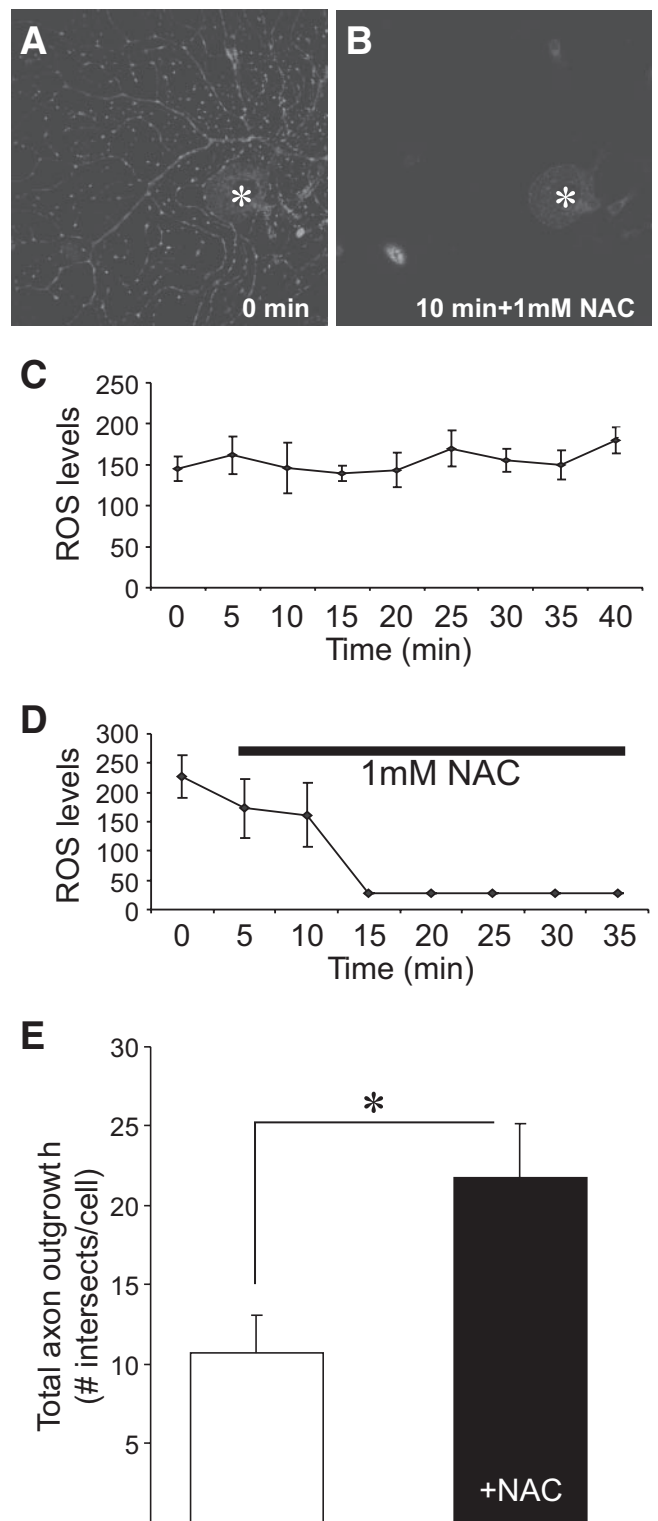 A
*
0 min
B
*
10 min+1mM NAC
C
250
200
150
100
50
0
ROS levels
0 5 10 15 20 25 30 35 40
Time (min)
D
300
250
200
150
100
50
0
ROS levels
1mM NAC
0 5 10 15 20 25 30 35
Time (min)
E
30
25
20
15
10
5
Total axon outgrowth
(# intersects/cell)
*
+NAC